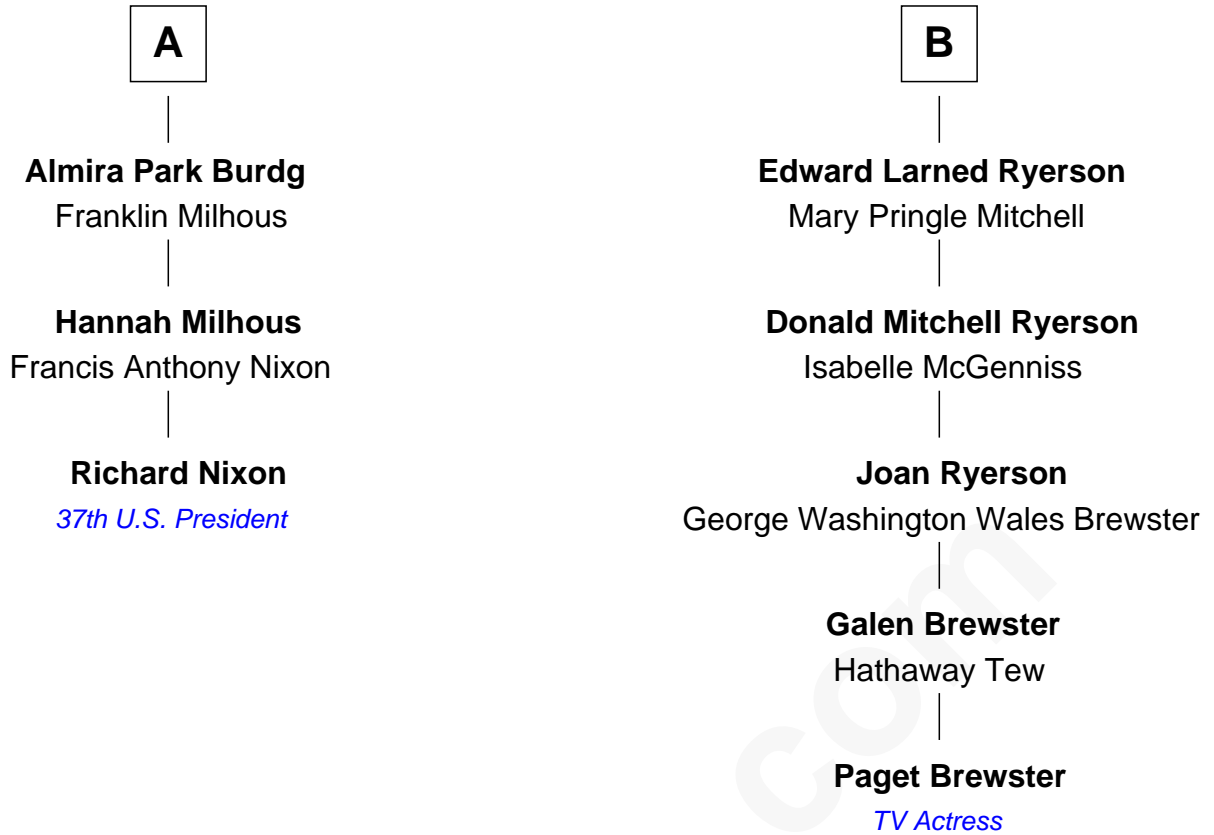 A
Almira Park Burdg
Franklin Milhous
Hannah Milhous
Francis Anthony Nixon
Richard Nixon
37th U.S. President
B
Edward Larned Ryerson
Mary Pringle Mitchell
Donald Mitchell Ryerson
Isabelle McGenniss
Joan Ryerson
George Washington Wales Brewster
Galen Brewster
Hathaway Tew
Paget Brewster
TV Actress
com